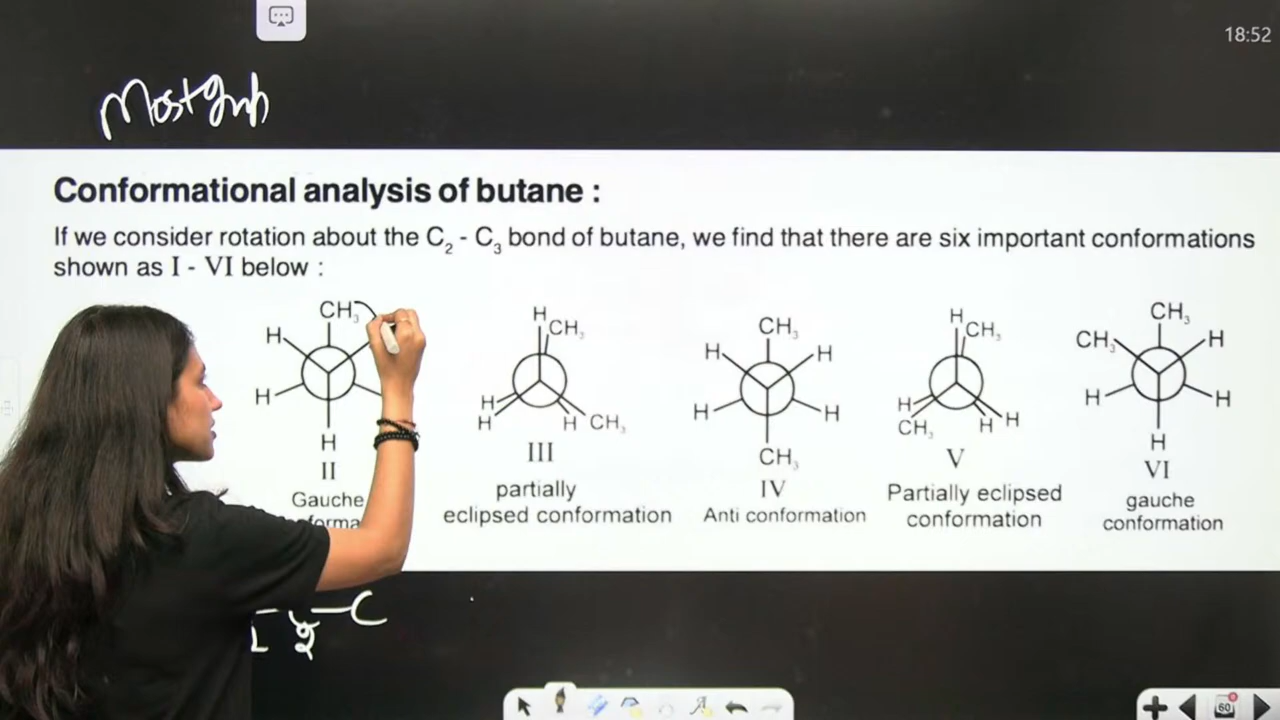 18:52
Conformational analysis of butane :
If we consider rotation about the C₂ - C₃ bond of butane, we find that there are six important conformations
shown as I - VI below :
CH₃
H
H
H
II
Gauche
H
CH₃
H
H
H CH₃
III
partially
eclipsed conformation
CH₃
H H
H H
CH₃
IV
Anti conformation
H
CH₃
H
CH₃ H H
V
Partially eclipsed
conformation
CH₃
CH₃ H
H H
H
VI
gauche
conformation
C
60